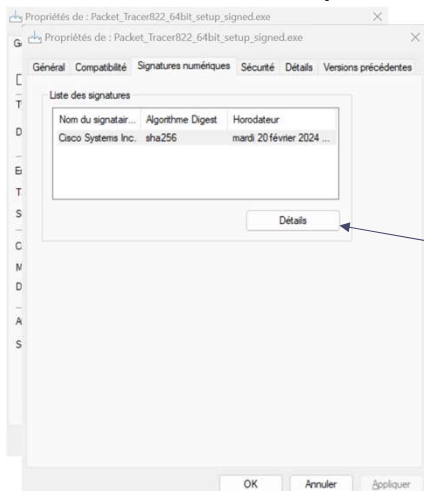 Propriétés de : Packet_Tracer822_64bit_setup_signed.exe
Propriétés de : Packet_Tracer822_64bit_setup_signed.exe
Général Compatibilité Signatures numériques Sécurité Détails Versions précédentes
Liste des signatures
Nom du signatair... Algorithme Digest Horodateur
Cisco Systems Inc. sha256 mardi 20 février 2024 ...
Détails
OK Annuler Appliquer